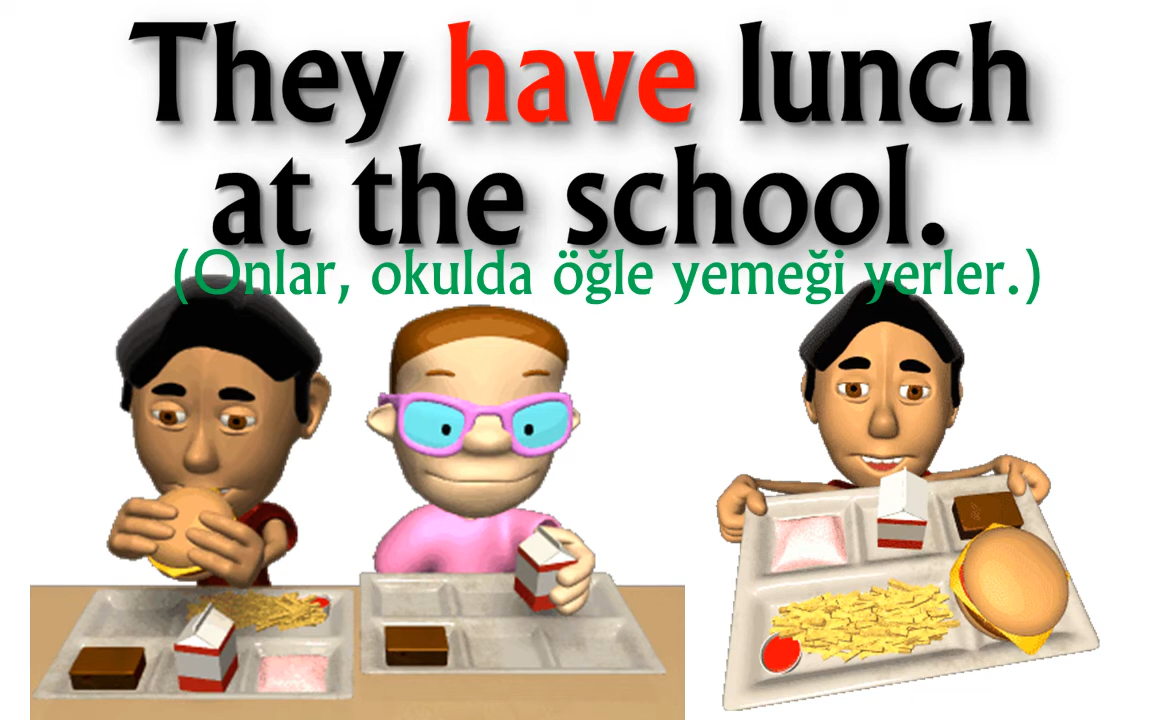 They have lunch
at the school.
(Onlar, okulda öğle yemeği yerler.)